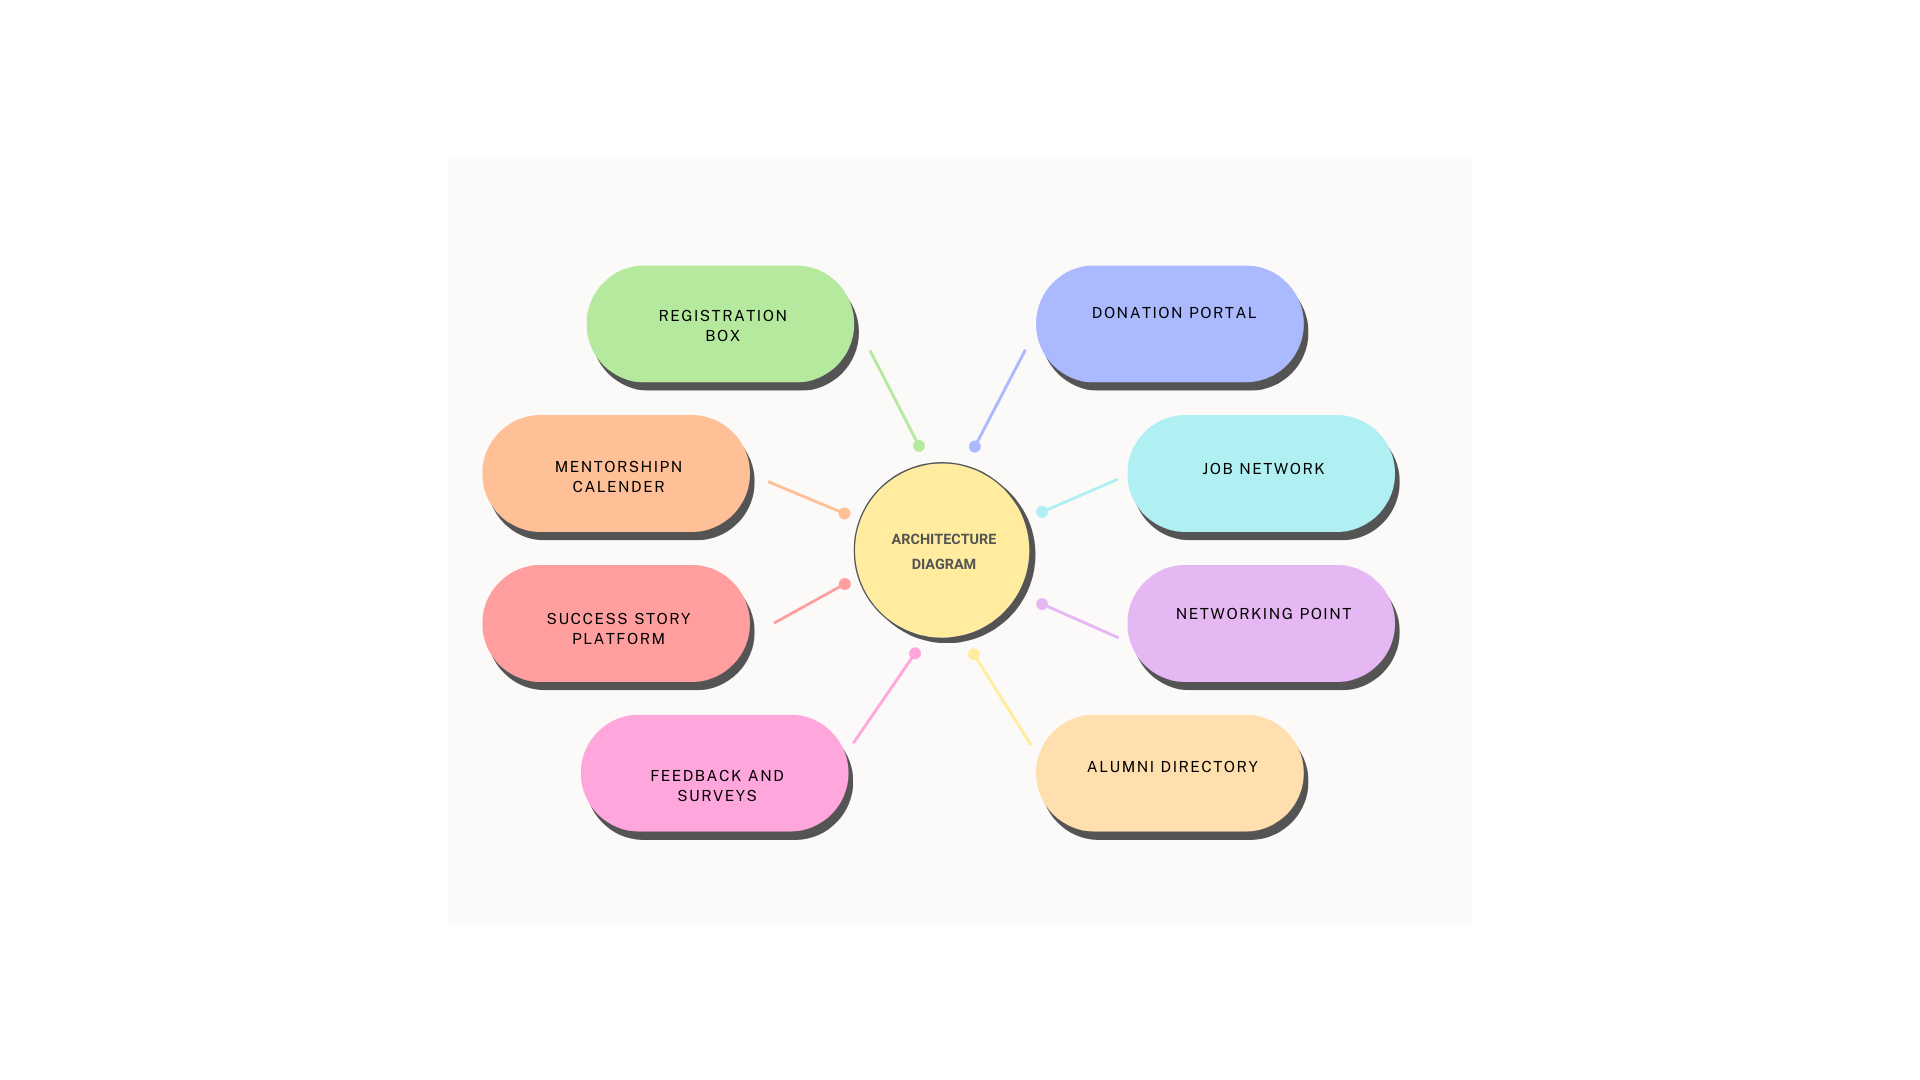 REGISTRATION
BOX
DONATION PORTAL
MENTORSHIPN
CALENDER
JOB NETWORK
ARCHITECTURE
DIAGRAM
SUCCESS STORY
PLATFORM
NETWORKING POINT
FEEDBACK AND
SURVEYS
ALUMNI DIRECTORY